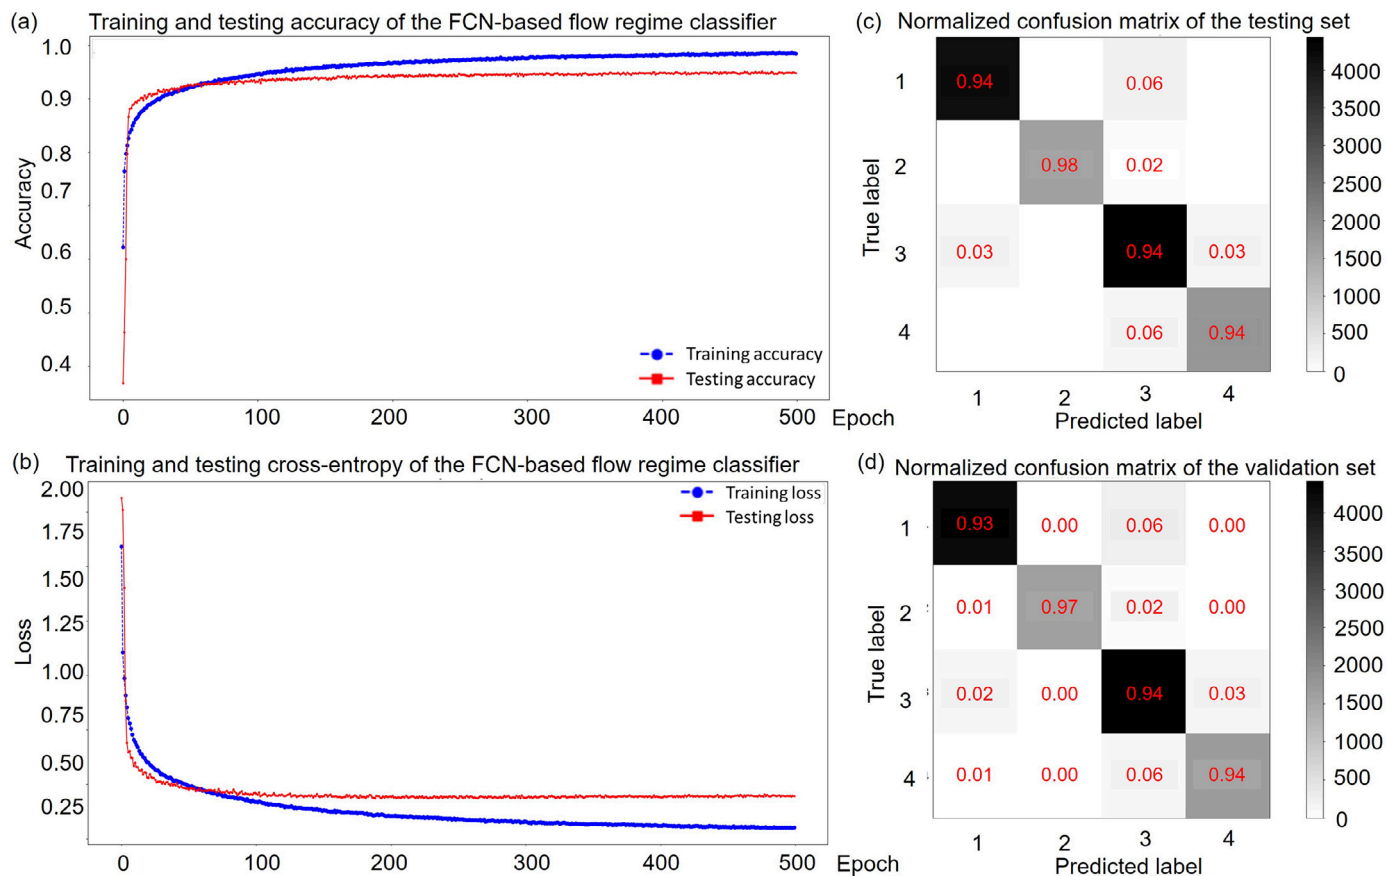 (a) Training and testing accuracy of the FCN-based flow regime classifier
1.0
0.9
0.8
0.7
0.6
0.5
0.4
Accuracy
Training accuracy
Testing accuracy
0 100 200 300 400 500 Epoch
(b) Training and testing cross-entropy of the FCN-based flow regime classifier
2.00
1.75
1.50
1.25
1.00
0.75
0.50
0.25
Loss
Training loss
Testing loss
0 100 200 300 400 500 Epoch
(c) Normalized confusion matrix of the testing set
True label
1 0.94 0.06
2 0.98 0.02
3 0.03 0.94 0.03
4 0.06 0.94
1 2 3 4
Predicted label
4000
3500
3000
2500
2000
1500
1000
500
0
(d) Normalized confusion matrix of the validation set
True label
1 0.93 0.00 0.06 0.00
2 0.01 0.97 0.02 0.00
3 0.02 0.00 0.94 0.03
4 0.01 0.00 0.06 0.94
1 2 3 4
Predicted label
4000
3500
3000
2500
2000
1500
1000
500
0